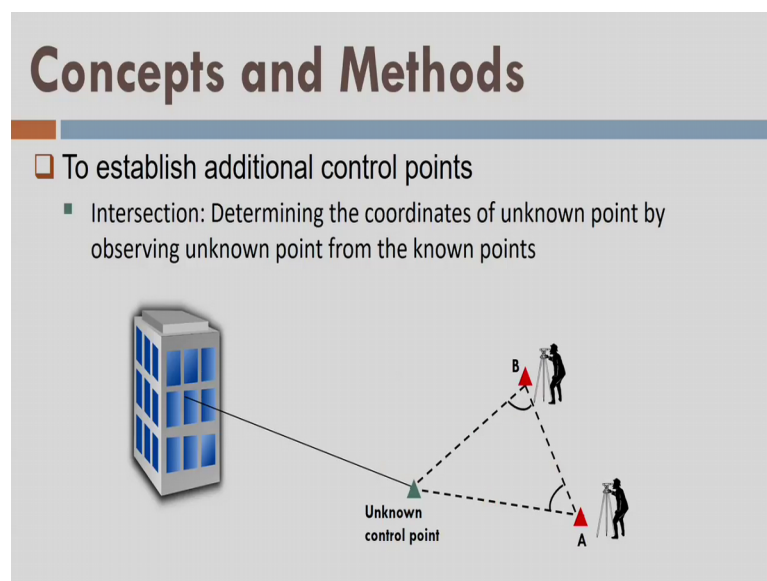 Concepts and Methods
To establish additional control points
Intersection: Determining the coordinates of unknown point by
observing unknown point from the known points
B
Unknown
control point
A